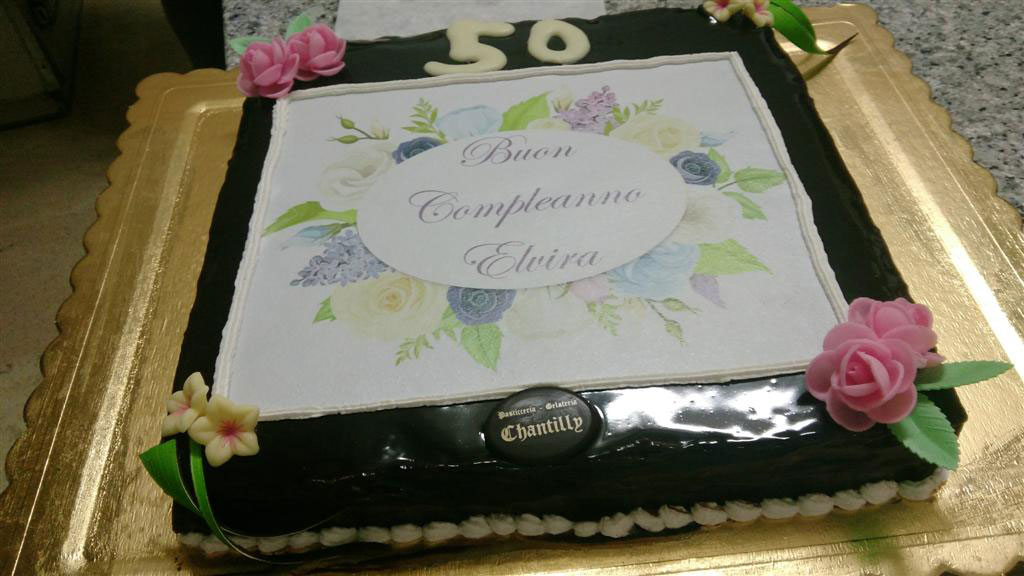 50
Buon
Compleanno
Elvira
Pasticceria - Gelateria
Chantilly